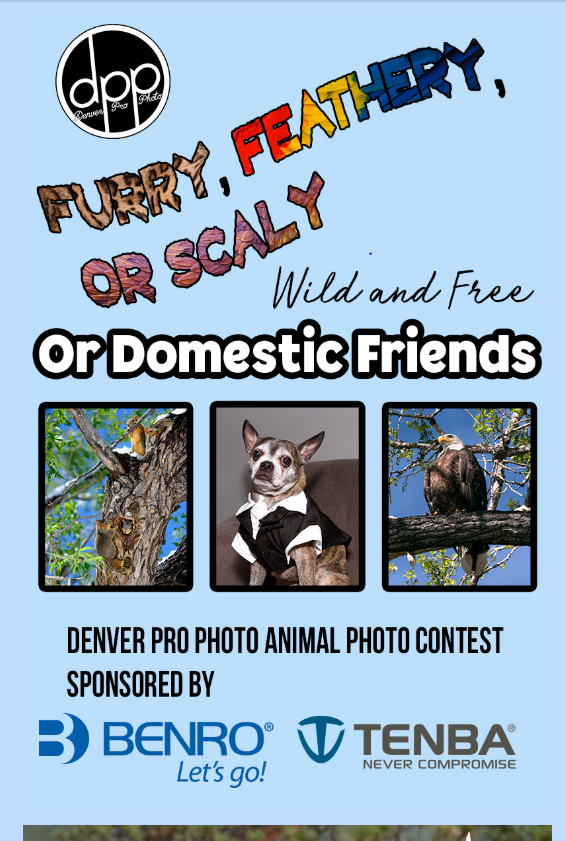 dpp
Denver Pro Photo
FURRY, FEATHERY,
OR SCALY
Wild and Free
Or Domestic Friends
DENVER PRO PHOTO ANIMAL PHOTO CONTEST
SPONSORED BY
BENRO®
Let's go!
TENBA®
NEVER COMPROMISE